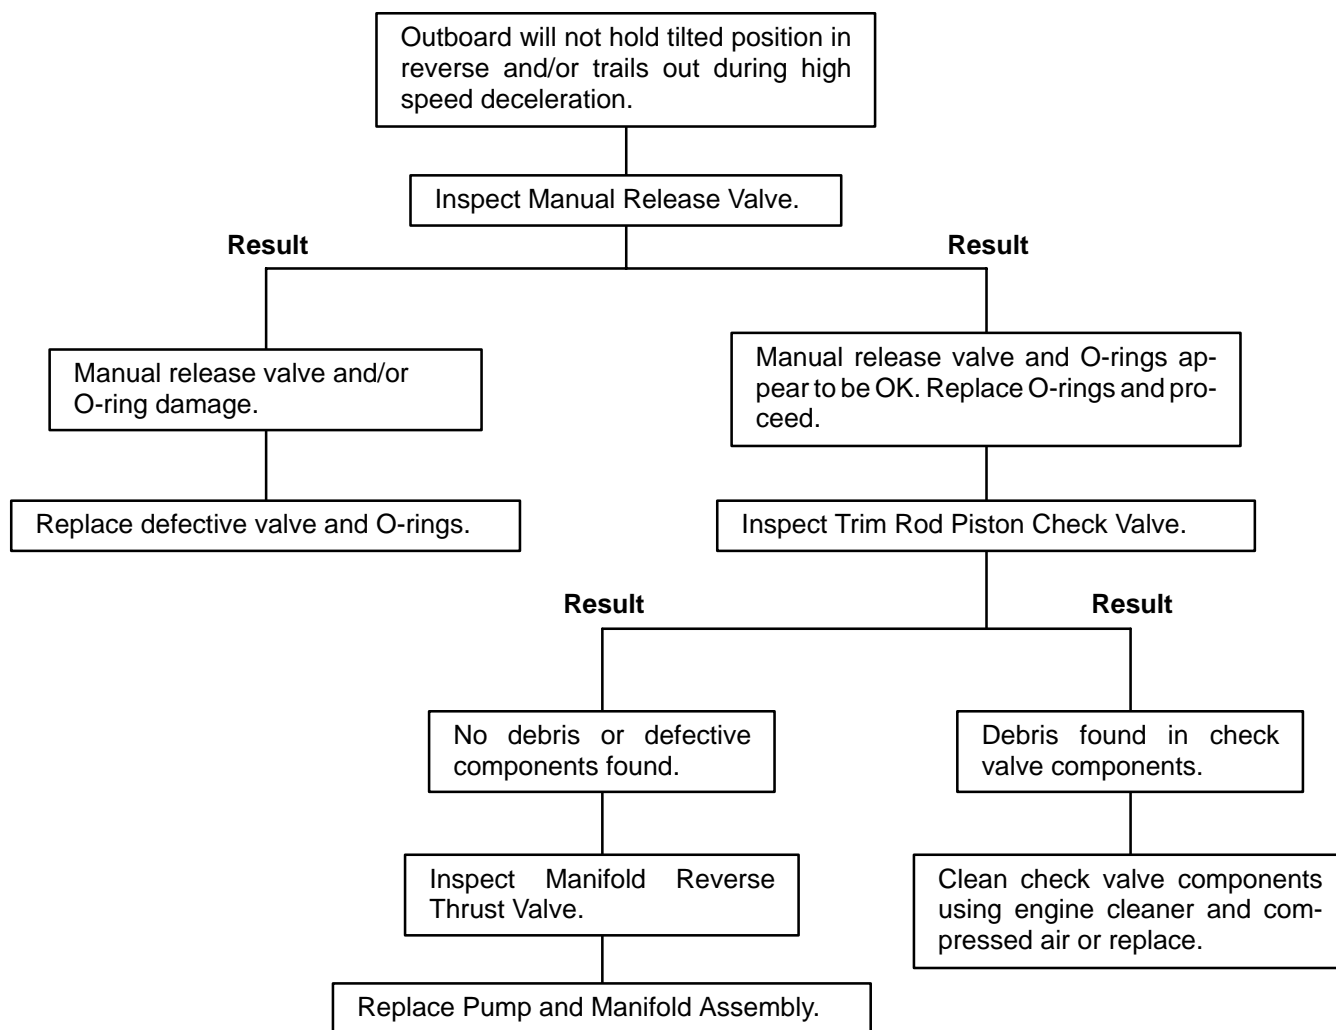 Outboard will not hold tilted position in
reverse and/or trails out during high
speed deceleration.
Inspect Manual Release Valve.
Result
Result
Manual release valve and/or
O-ring damage.
Manual release valve and O-rings ap-
pear to be OK. Replace O-rings and pro-
ceed.
Replace defective valve and O-rings.
Inspect Trim Rod Piston Check Valve.
Result
Result
No debris or defective
components found.
Debris found in check
valve components.
Inspect Manifold Reverse
Thrust Valve.
Clean check valve components
using engine cleaner and com-
pressed air or replace.
Replace Pump and Manifold Assembly.